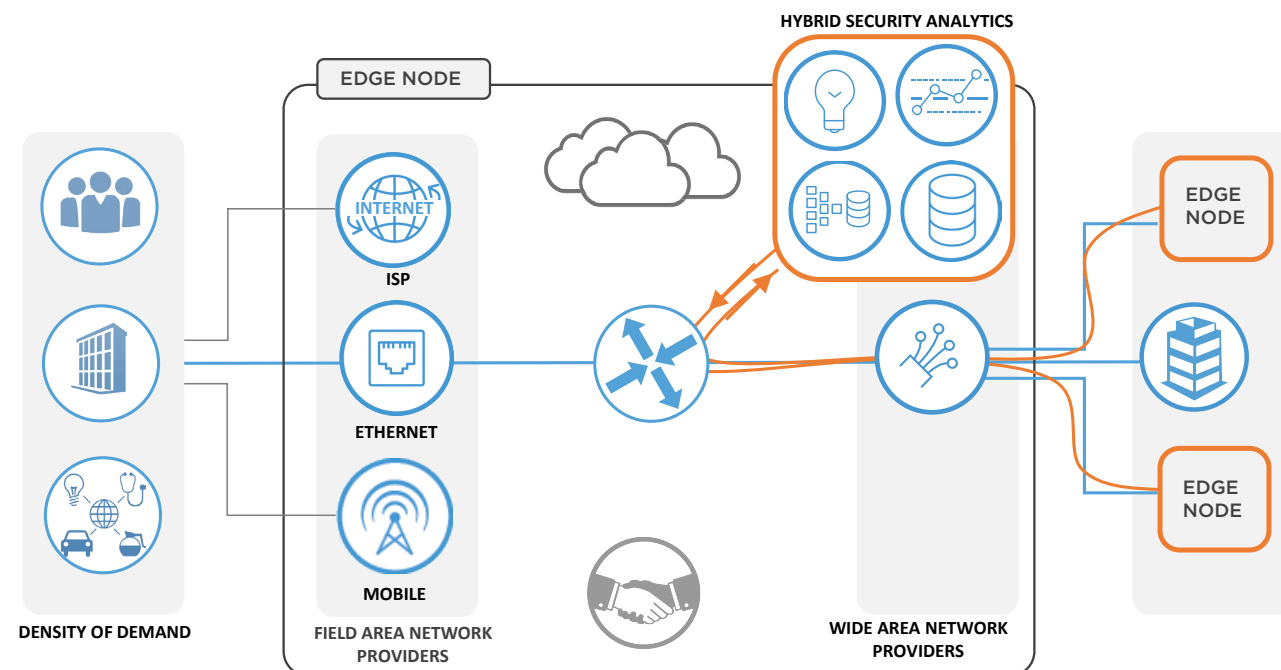 HYBRID SECURITY ANALYTICS
EDGE NODE
INTERNET
ISP
ETHERNET
MOBILE
EDGE
NODE
EDGE
NODE
DENSITY OF DEMAND
FIELD AREA NETWORK
PROVIDERS
WIDE AREA NETWORK
PROVIDERS